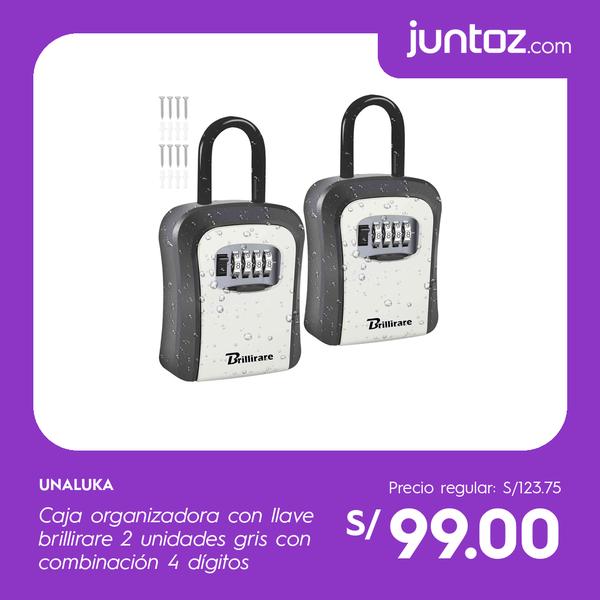 juntoz.com
Brillirare
Brillirare
UNALUKA
Caja organizadora con llave
brillirare 2 unidades gris con
combinación 4 dígitos
Precio regular: S/123.75
S/ 99.00